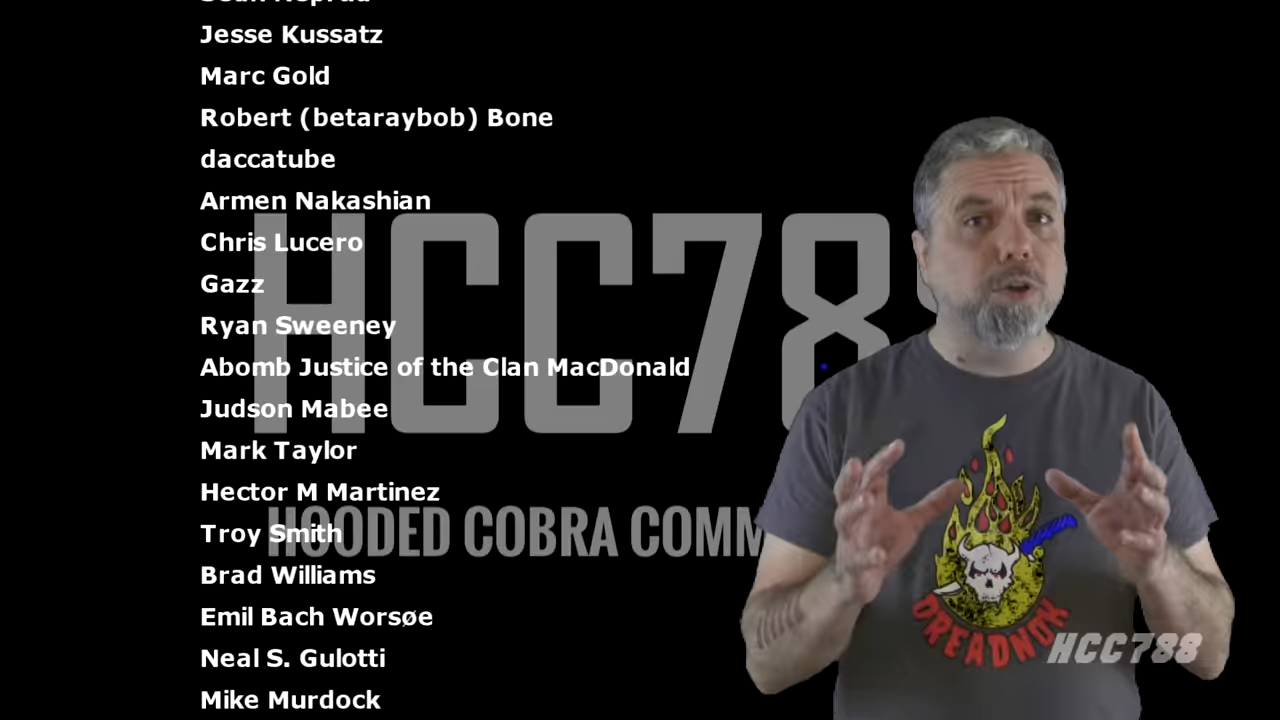 Jesse Kussatz
Marc Gold
Robert (betaraybob) Bone
daccatube
Armen Nakashian
Chris Lucero
Gazz
Ryan Sweeney
Abomb Justice of the Clan MacDonald
Judson Mabee
Mark Taylor
Hector M Martinez
Troy Smith
Brad Williams
Emil Bach Worsøe
Neal S. Gulotti
Mike Murdock
HCC78
HOODED COBRA COMM
DREADNOK
HCC788